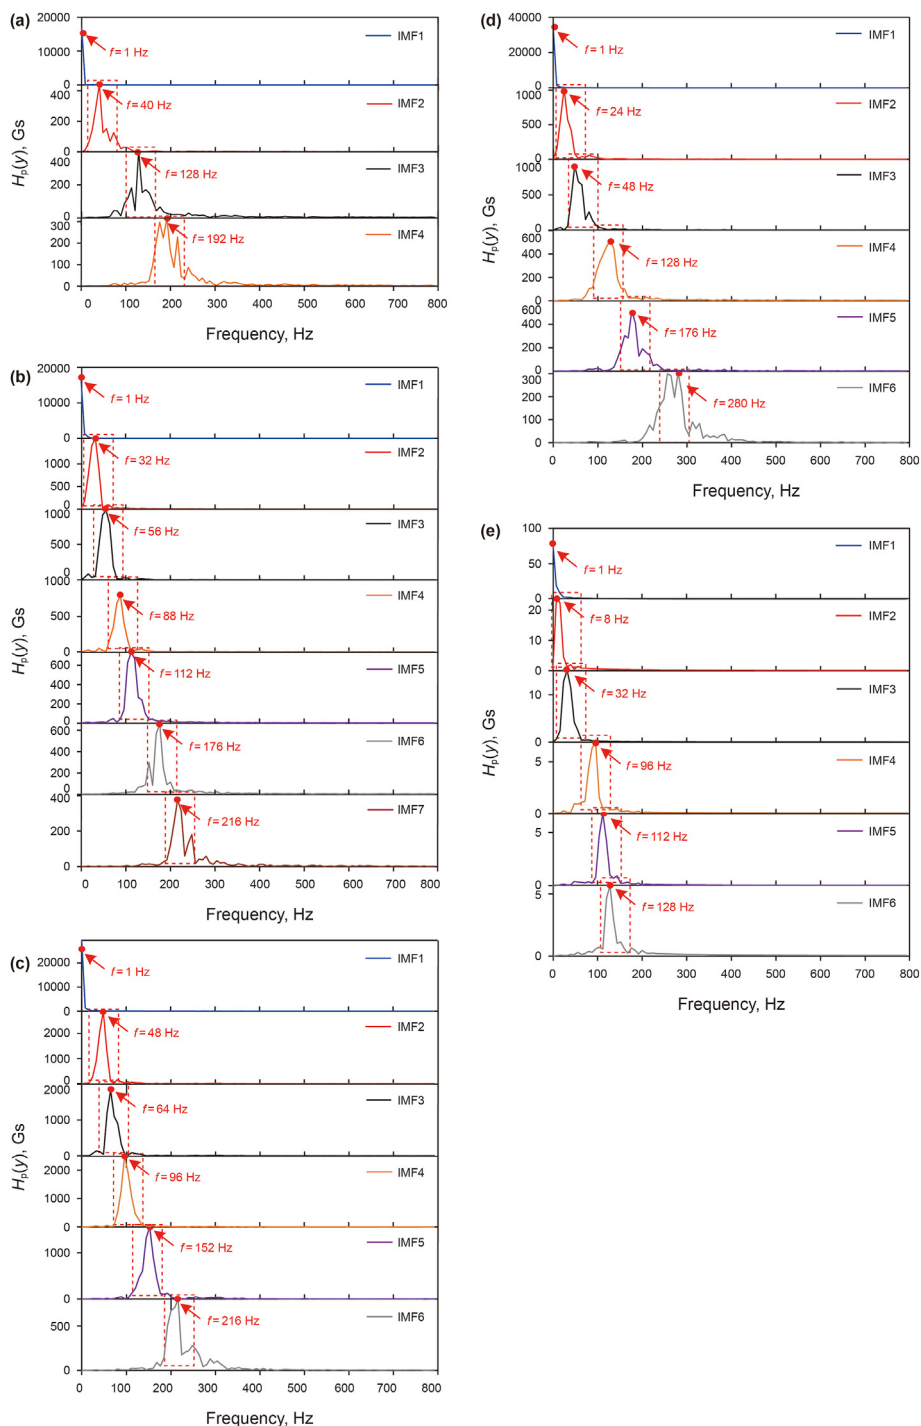 (a)
H_p(y), Gs
20000
10000
0
IMF1
f = 1 Hz
400
200
0
IMF2
f = 40 Hz
400
200
0
IMF3
f = 128 Hz
300
200
100
0
IMF4
f = 192 Hz
0 100 200 300 400 500 600 700 800
Frequency, Hz
(b)
H_p(y), Gs
20000
10000
0
IMF1
f = 1 Hz
1000
500
0
IMF2
f = 32 Hz
1000
500
0
IMF3
f = 56 Hz
1000
500
0
IMF4
f = 88 Hz
600
400
200
0
IMF5
f = 112 Hz
600
400
200
0
IMF6
f = 176 Hz
400
200
0
IMF7
f = 216 Hz
0 100 200 300 400 500 600 700 800
Frequency, Hz
(c)
H_p(y), Gs
20000
10000
0
IMF1
f = 1 Hz
2000
1000
0
IMF2
f = 48 Hz
2000
1000
0
IMF3
f = 64 Hz
2000
1000
0
IMF4
f = 96 Hz
1000
0
IMF5
f = 152 Hz
500
0
IMF6
f = 216 Hz
0 100 200 300 400 500 600 700 800
Frequency, Hz
(d)
H_p(y), Gs
40000
20000
0
IMF1
f = 1 Hz
1000
500
0
IMF2
f = 24 Hz
1000
500
0
IMF3
f = 48 Hz
600
400
200
0
IMF4
f = 128 Hz
600
400
200
0
IMF5
f = 176 Hz
300
200
100
0
IMF6
f = 280 Hz
0 100 200 300 400 500 600 700 800
Frequency, Hz
(e)
H_p(y), Gs
100
50
0
IMF1
f = 1 Hz
20
10
0
IMF2
f = 8 Hz
10
0
IMF3
f = 32 Hz
5
0
IMF4
f = 96 Hz
5
0
IMF5
f = 112 Hz
5
0
IMF6
f = 128 Hz
0 100 200 300 400 500 600 700 800
Frequency, Hz